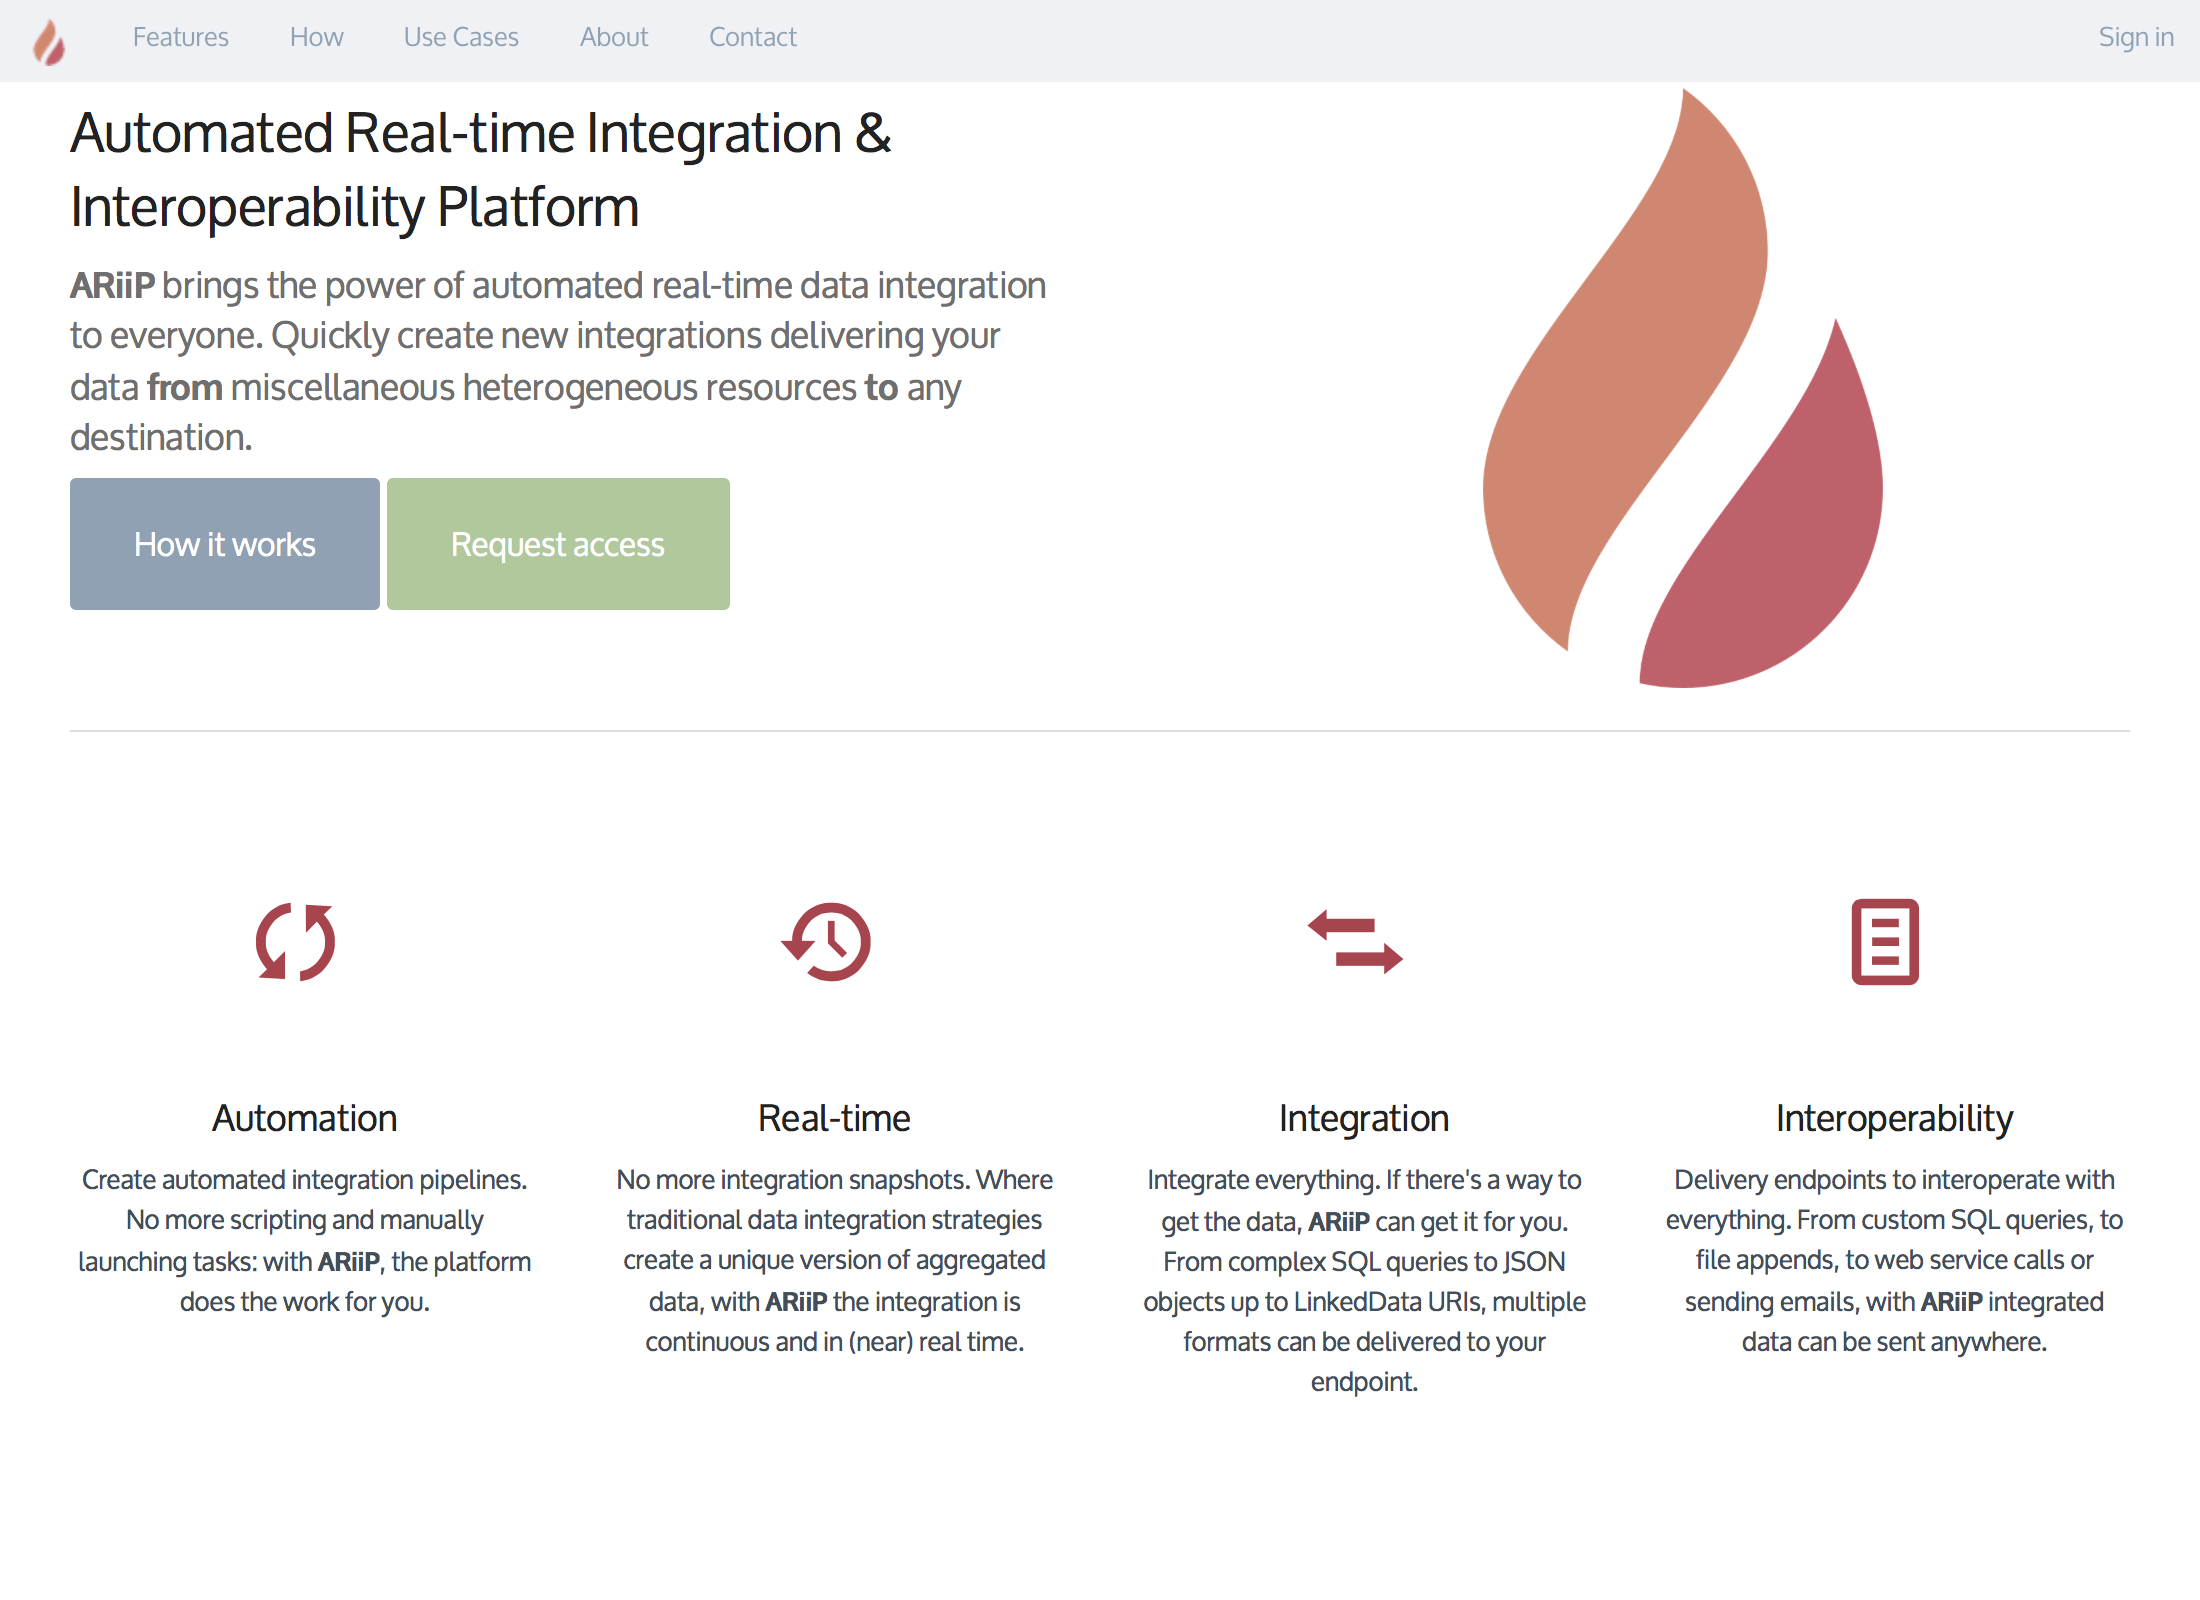 Features How Use Cases About Contact Sign in
Automated Real-time Integration &
Interoperability Platform
ARiiP brings the power of automated real-time data integration
to everyone. Quickly create new integrations delivering your
data from miscellaneous heterogeneous resources to any
destination.
How it works Request access
Automation
Create automated integration pipelines.
No more scripting and manually
launching tasks: with ARiiP, the platform
does the work for you.
Real-time
No more integration snapshots. Where
traditional data integration strategies
create a unique version of aggregated
data, with ARiiP the integration is
continuous and in (near) real time.
Integration
Integrate everything. If there's a way to
get the data, ARiiP can get it for you.
From complex SQL queries to JSON
objects up to LinkedData URIs, multiple
formats can be delivered to your
endpoint.
Interoperability
Delivery endpoints to interoperate with
everything. From custom SQL queries, to
file appends, to web service calls or
sending emails, with ARiiP integrated
data can be sent anywhere.